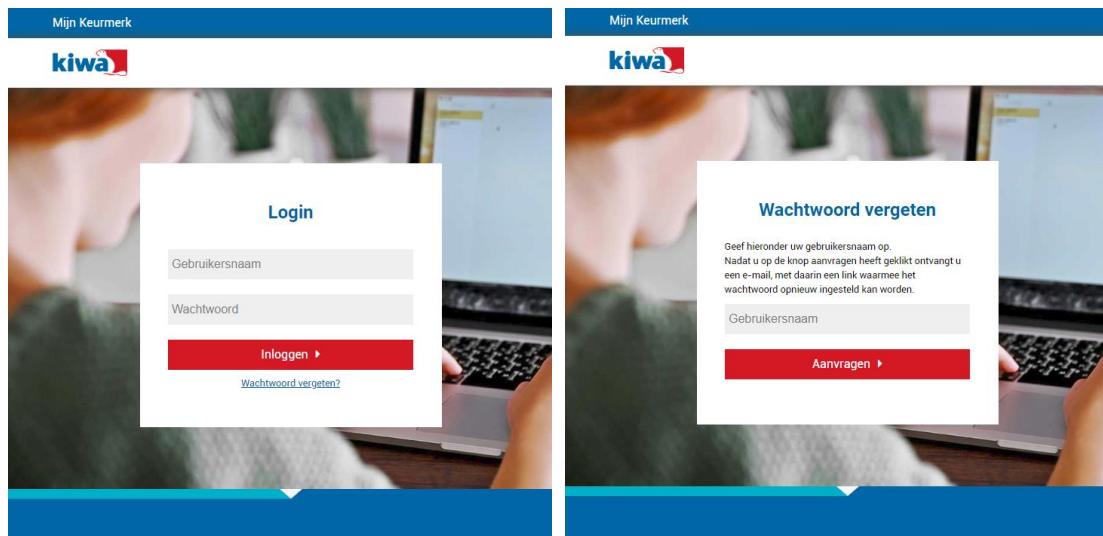 Mijn Keurmerk
kiwa
Login
Gebruikersnaam
Wachtwoord
Inloggen
Wachtwoord vergeten?
Mijn Keurmerk
kiwa
Wachtwoord vergeten
Geef hieronder uw gebruikersnaam op.
Nadat u op de knop aanvragen heeft geklikt ontvangt u
een e-mail, met daarin een link waarmee het
wachtwoord opnieuw ingesteld kan worden.
Gebruikersnaam
Aanvragen